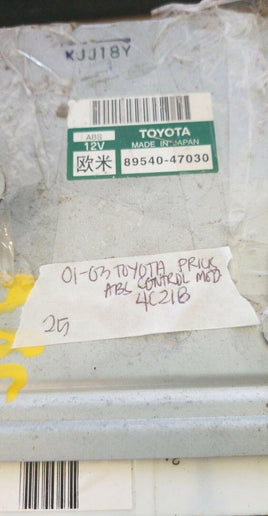 KJJ18Y
ABS
TOYOTA
12V
MADE IN JAPAN
欧米
89540-47030
01-03 TOYOTA PRIUS
ABS CONTROL MOD
4C21B
25